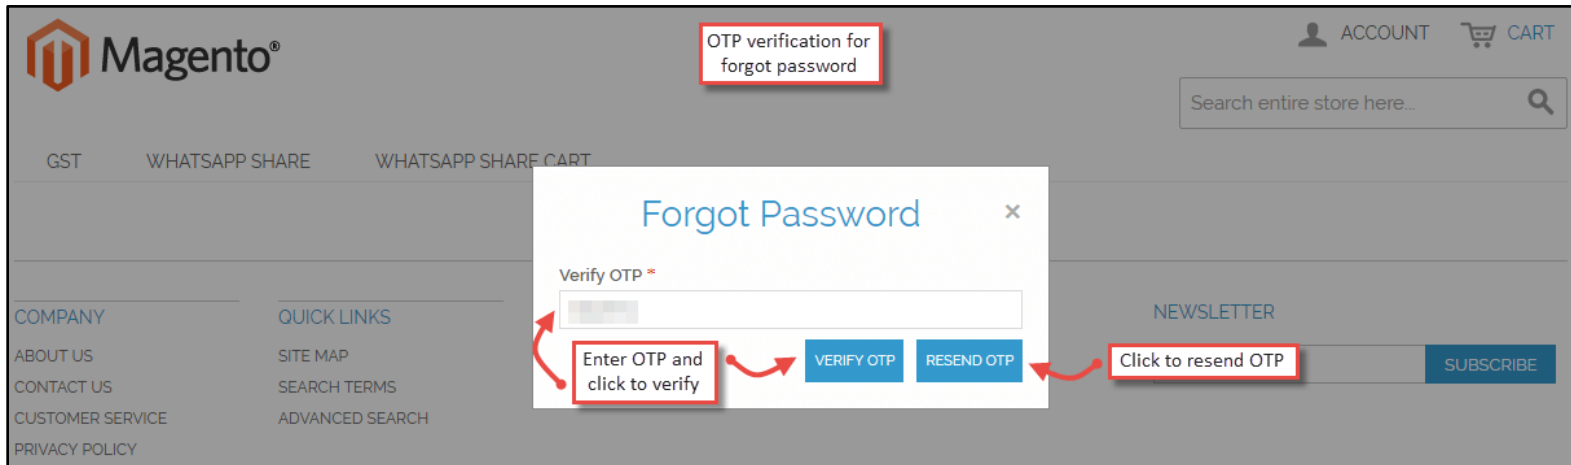 Magento®
OTP verification for
forgot password
ACCOUNT
CART
Search entire store here...
GST
WHATSAPP SHARE
WHATSAPP SHARE CART
Forgot Password
×
Verify OTP *
Enter OTP and
click to verify
VERIFY OTP
RESEND OTP
Click to resend OTP
COMPANY
ABOUT US
CONTACT US
CUSTOMER SERVICE
PRIVACY POLICY
QUICK LINKS
SITE MAP
SEARCH TERMS
ADVANCED SEARCH
NEWSLETTER
SUBSCRIBE